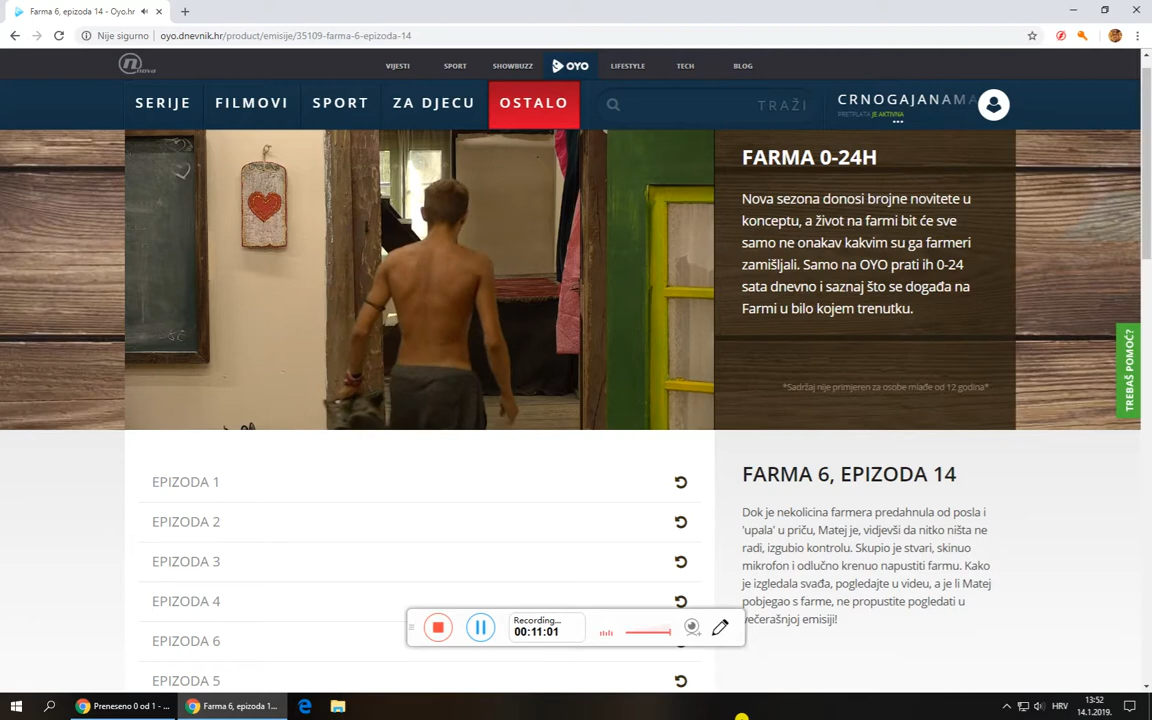 Farma 6, epizoda 14 - Oyo.hr
Nije sigurno
oyo.dnevnik.hr/product/emisije/35109-farma-6-epizoda-14
nova
VIJESTI
SPORT
SHOWBUZZ
OYO
LIFESTYLE
TECH
BLOG
SERIJE
FILMOVI
SPORT
ZA DJECU
OSTALO
TRAŽI
CRNOGAJANAMA
PRETPLATA JE AKTIVNA
FARMA 0-24H
Nova sezona donosi brojne novitete u
konceptu, a život na farmi bit će sve
samo ne onakav kakvim su ga farmeri
zamišljali. Samo na OYO prati ih 0-24
sata dnevno i saznaj što se događa na
Farmi u bilo kojem trenutku.
*Sadržaj nije primjeren za osobe mlađe od 12 godina*
TREBAŠ POMOĆ?
EPIZODA 1
EPIZODA 2
EPIZODA 3
EPIZODA 4
EPIZODA 6
EPIZODA 5
FARMA 6, EPIZODA 14
Dok je nekolicina farmera predahnula od posla i
'upala' u priču, Matej je, vidjevši da nitko ništa ne
radi, izgubio kontrolu. Skupio je stvari, skinuo
mikrofon i odlučno krenuo napustiti farmu. Kako
je izgledala svađa, pogledajte u videu, a je li Matej
pobjegao s farme, ne propustite pogledati u
večerašnjoj emisiji!
Recording...
00:11:01
Preneseno 0 od 1 - ...
Farma 6, epizoda 1...
HRV
13:52
14.1.2019.